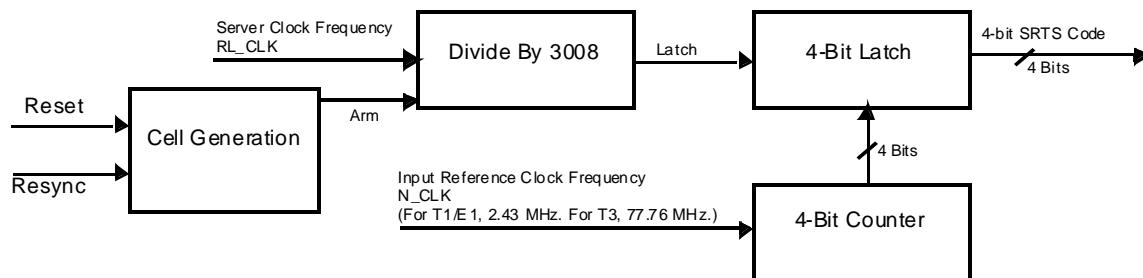 Server Clock Frequency
RL_CLK
Divide By 3008
Latch
4-Bit Latch
4-bit SRTS Code
4 Bits
Reset
Resync
Cell Generation
Arm
4 Bits
Input Reference Clock Frequency
N_CLK
(For T1/E1, 2.43 MHz. For T3, 77.76 MHz.)
4-Bit Counter